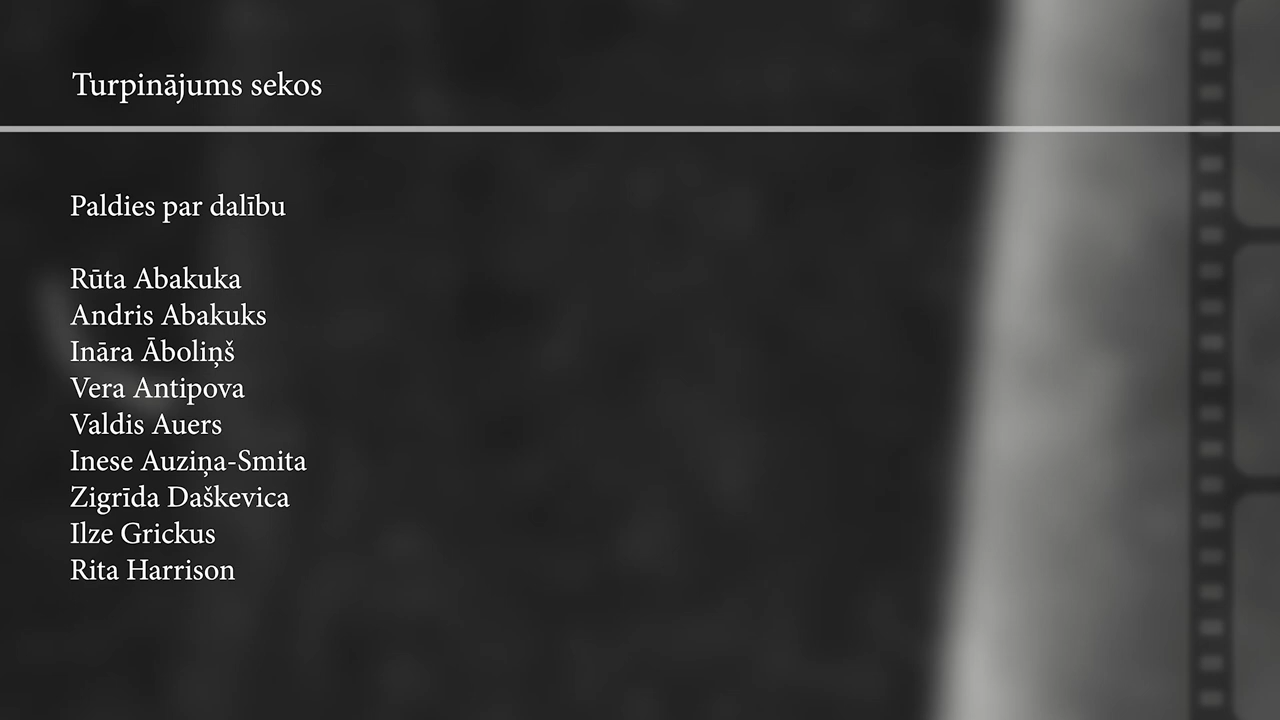 Turpinājums sekos
Paldies par dalību
Rūta Abakuka
Andris Abakuks
Ināra Āboliņš
Vera Antipova
Valdis Auers
Inese Auziņa-Smita
Zigrīda Daškevica
Ilze Grickus
Rita Harrison